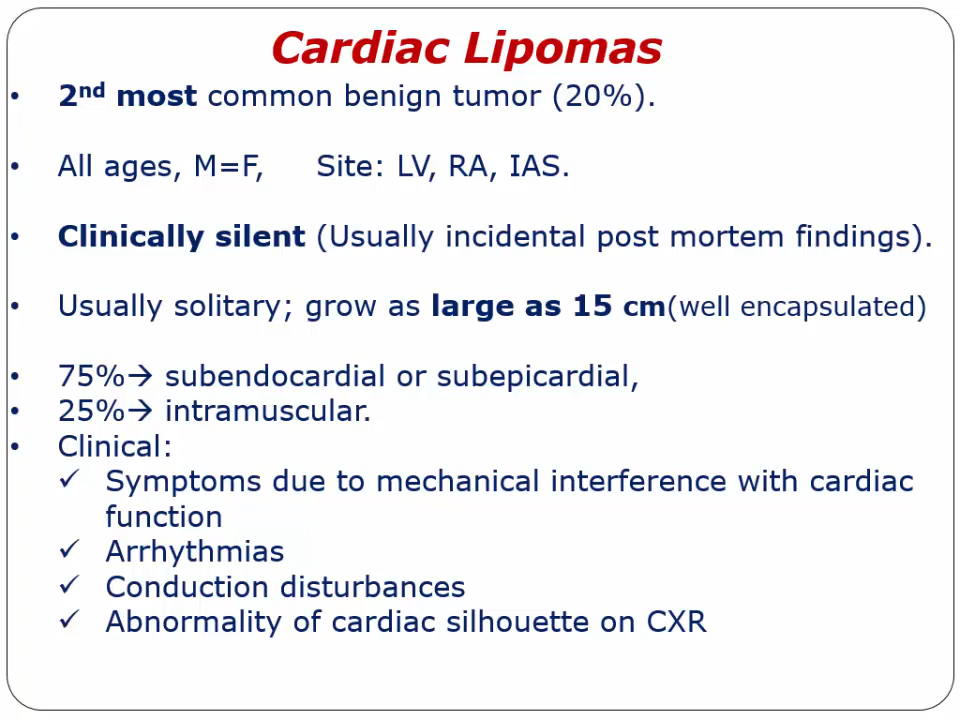 Cardiac Lipomas
• 2nd most common benign tumor (20%).
• All ages, M=F, Site: LV, RA, IAS.
• Clinically silent (Usually incidental post mortem findings).
• Usually solitary; grow as large as 15 cm(well encapsulated)
• 75%→ subendocardial or subepicardial,
• 25%→ intramuscular.
• Clinical:
✓ Symptoms due to mechanical interference with cardiac
function
✓ Arrhythmias
✓ Conduction disturbances
✓ Abnormality of cardiac silhouette on CXR